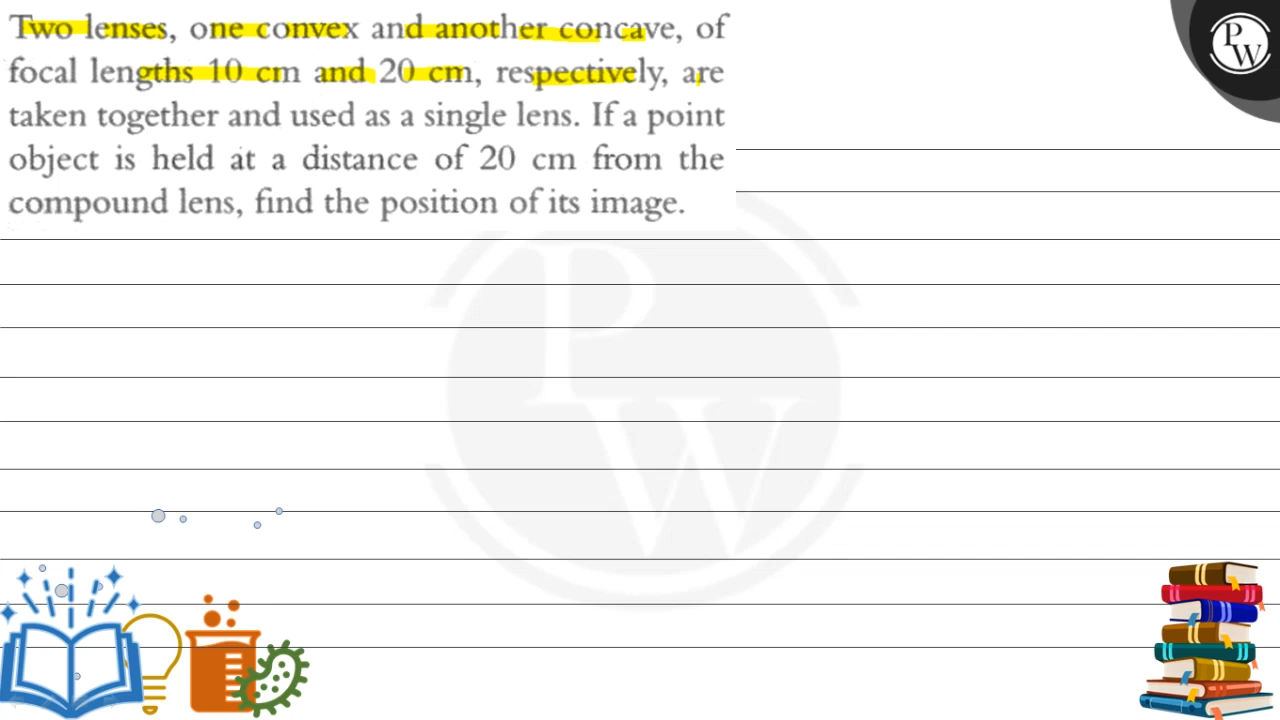 Two lenses, one convex and another concave, of
focal lengths 10 cm and 20 cm, respectively, are
taken together and used as a single lens. If a point
object is held at a distance of 20 cm from the
compound lens, find the position of its image.
P
W
P
W